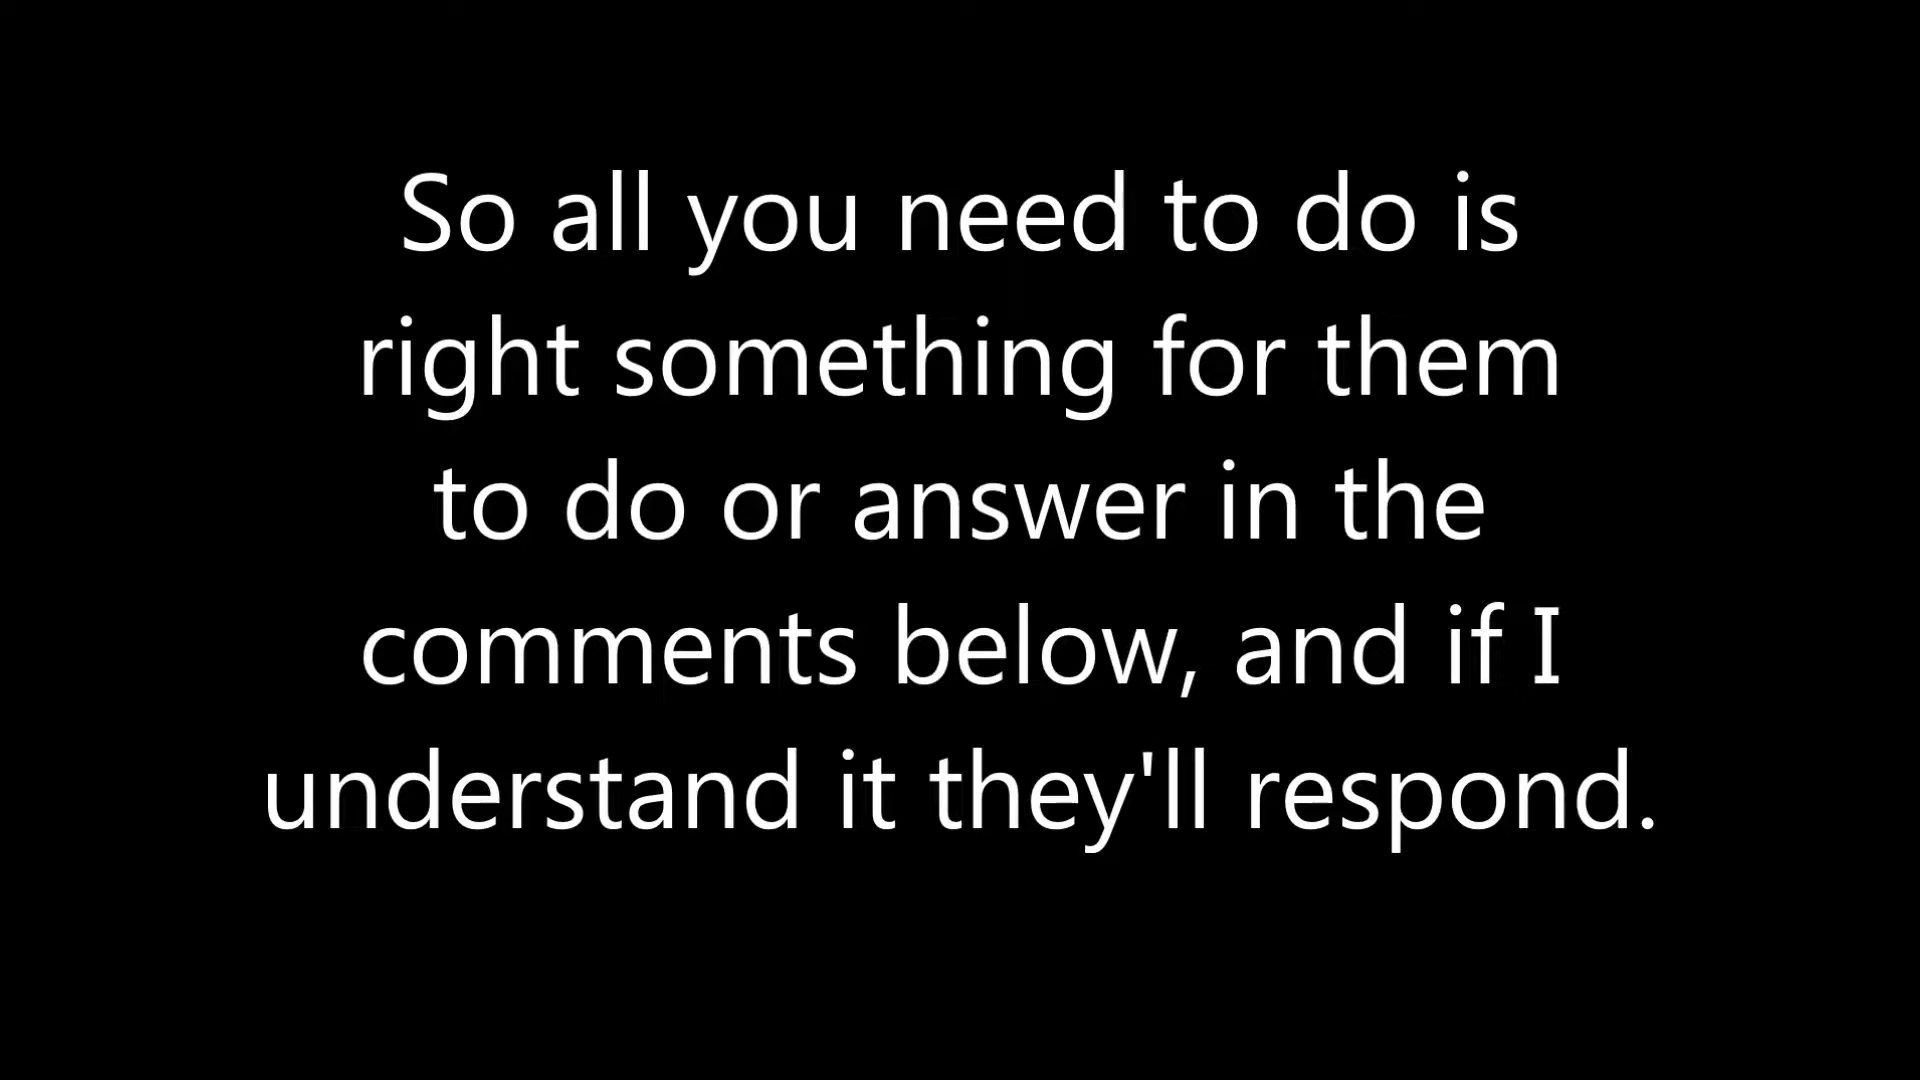 So all you need to do is
right something for them
to do or answer in the
comments below, and if I
understand it they'll respond.